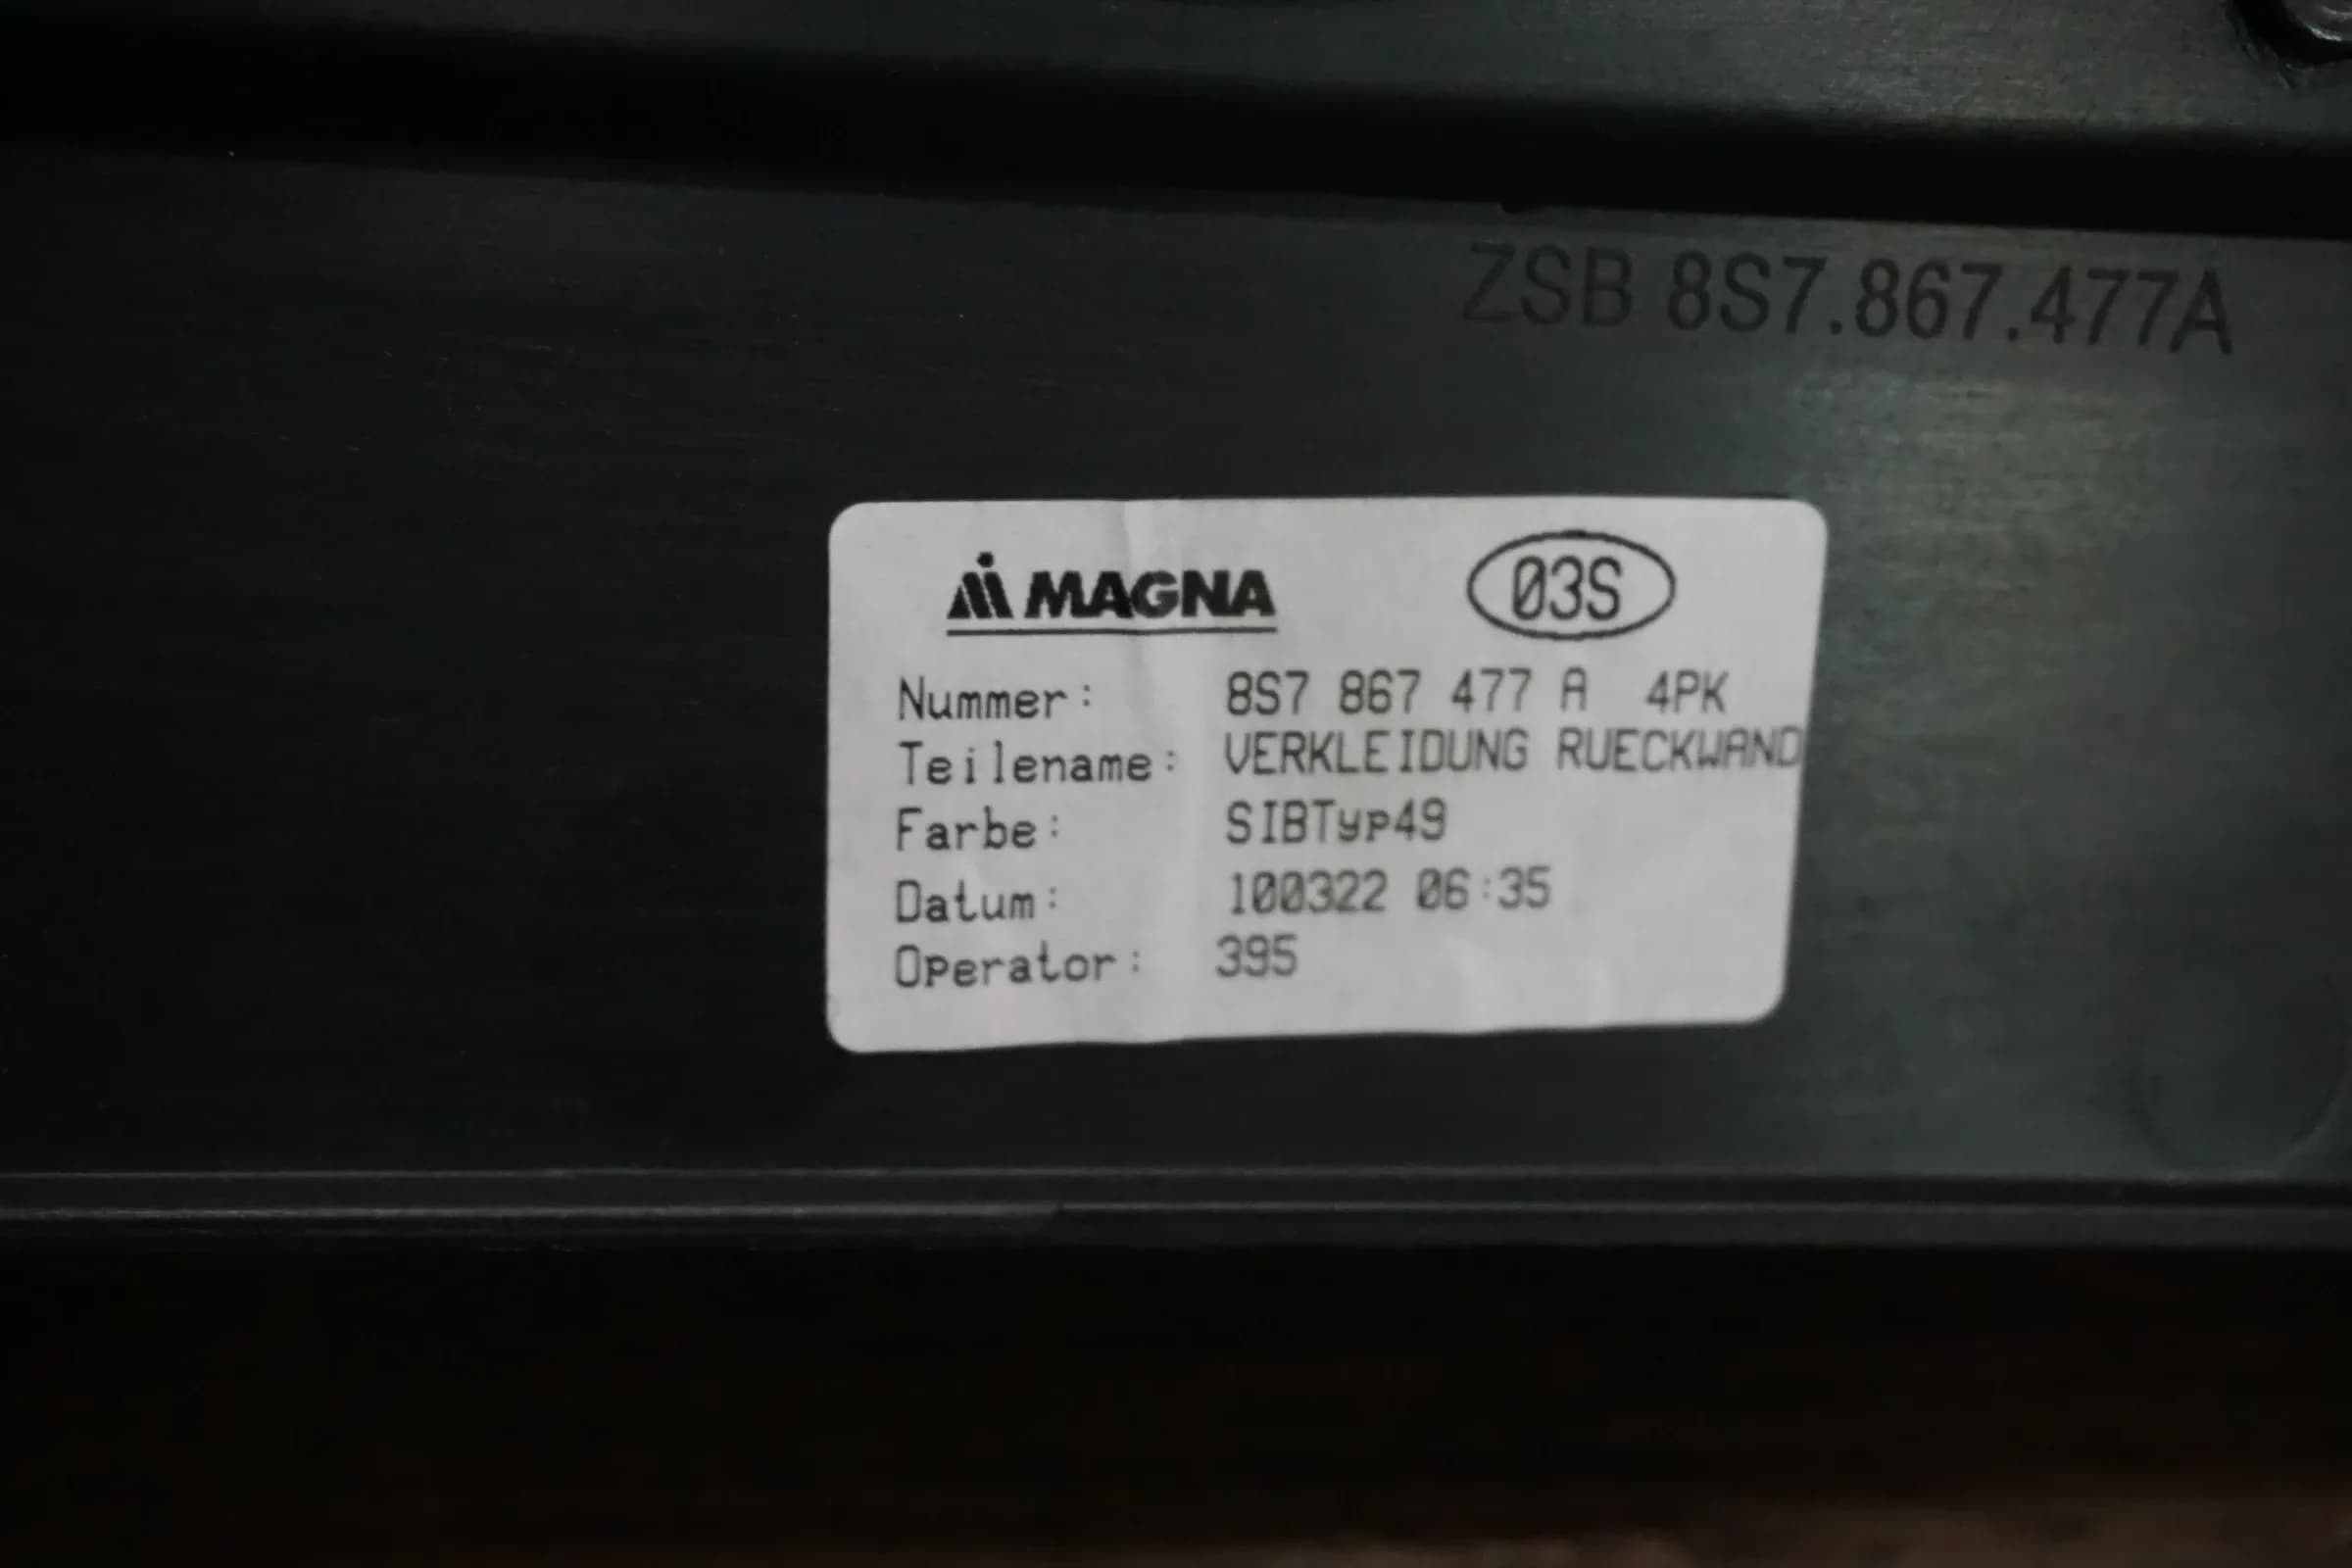 ZSB 8S7.867.477A
MAGNA 03S
Nummer: 8S7 867 477 A 4PK
Teilename: VERKLEIDUNG RUECKWAND
Farbe: SIBTyp49
Datum: 100322 06:35
Operator: 395